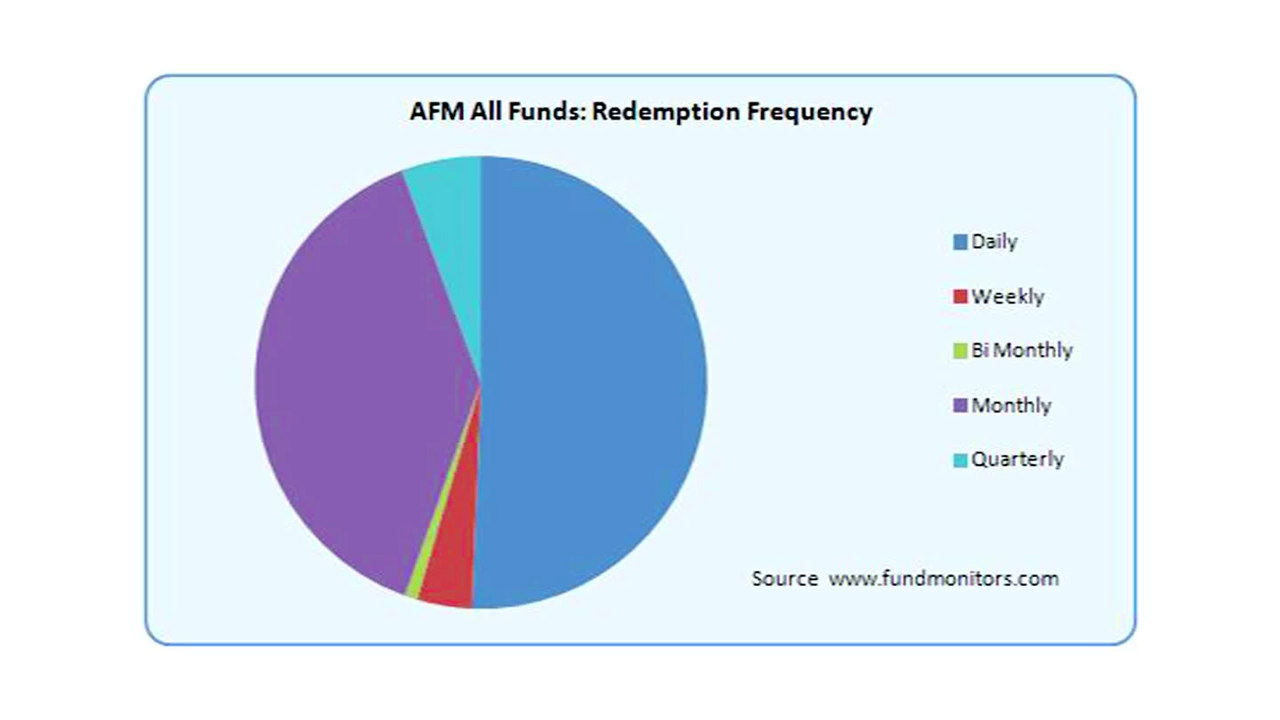 AFM All Funds: Redemption Frequency
Daily
Weekly
Bi Monthly
Monthly
Quarterly
Source www.fundmonitors.com